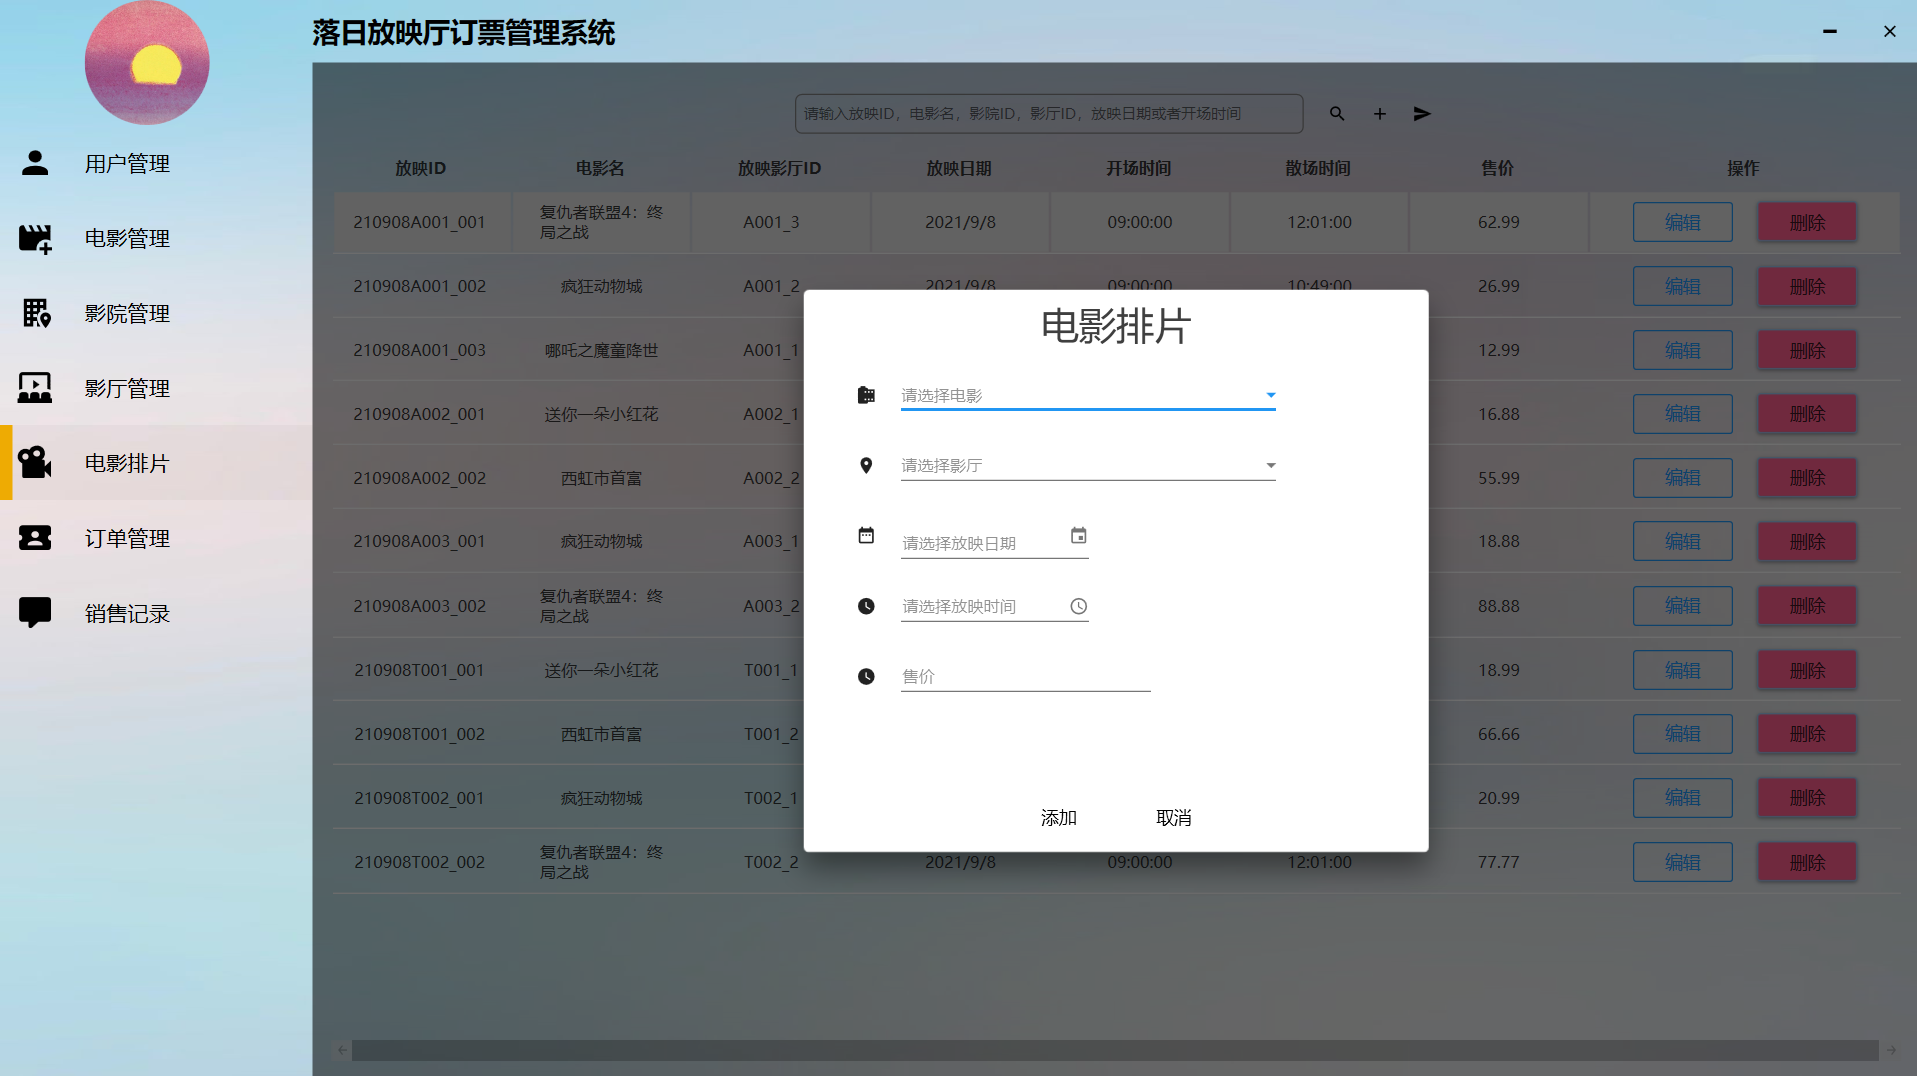 落日放映厅订票管理系统
用户管理
电影管理
影院管理
影厅管理
电影排片
订单管理
销售记录
请输入放映ID，电影名，影院ID，影厅ID，放映日期或者开场时间
放映ID 电影名 放映影厅ID 放映日期 开场时间 散场时间 售价 操作
210908A001_001 复仇者联盟4：终 A001_3 2021/9/8 09:00:00 12:01:00 62.99 编辑 删除
局之战
210908A001_002 疯狂动物城 A001_2 2021/9/8 09:00:00 10:49:00 26.99 编辑 删除
210908A001_003 哪吒之魔童降世 A001_1 12.99 编辑 删除
210908A002_001 送你一朵小红花 A002_1 16.88 编辑 删除
210908A002_002 西虹市首富 A002_2 55.99 编辑 删除
210908A003_001 疯狂动物城 A003_1 18.88 编辑 删除
210908A003_002 复仇者联盟4：终 A003_2 88.88 编辑 删除
局之战
210908T001_001 送你一朵小红花 T001_1 18.99 编辑 删除
210908T001_002 西虹市首富 T001_2 66.66 编辑 删除
210908T002_001 疯狂动物城 T002_1 20.99 编辑 删除
210908T002_002 复仇者联盟4：终 T002_2 2021/9/8 09:00:00 12:01:00 77.77 编辑 删除
局之战
电影排片
请选择电影
请选择影厅
请选择放映日期
请选择放映时间
售价
添加 取消